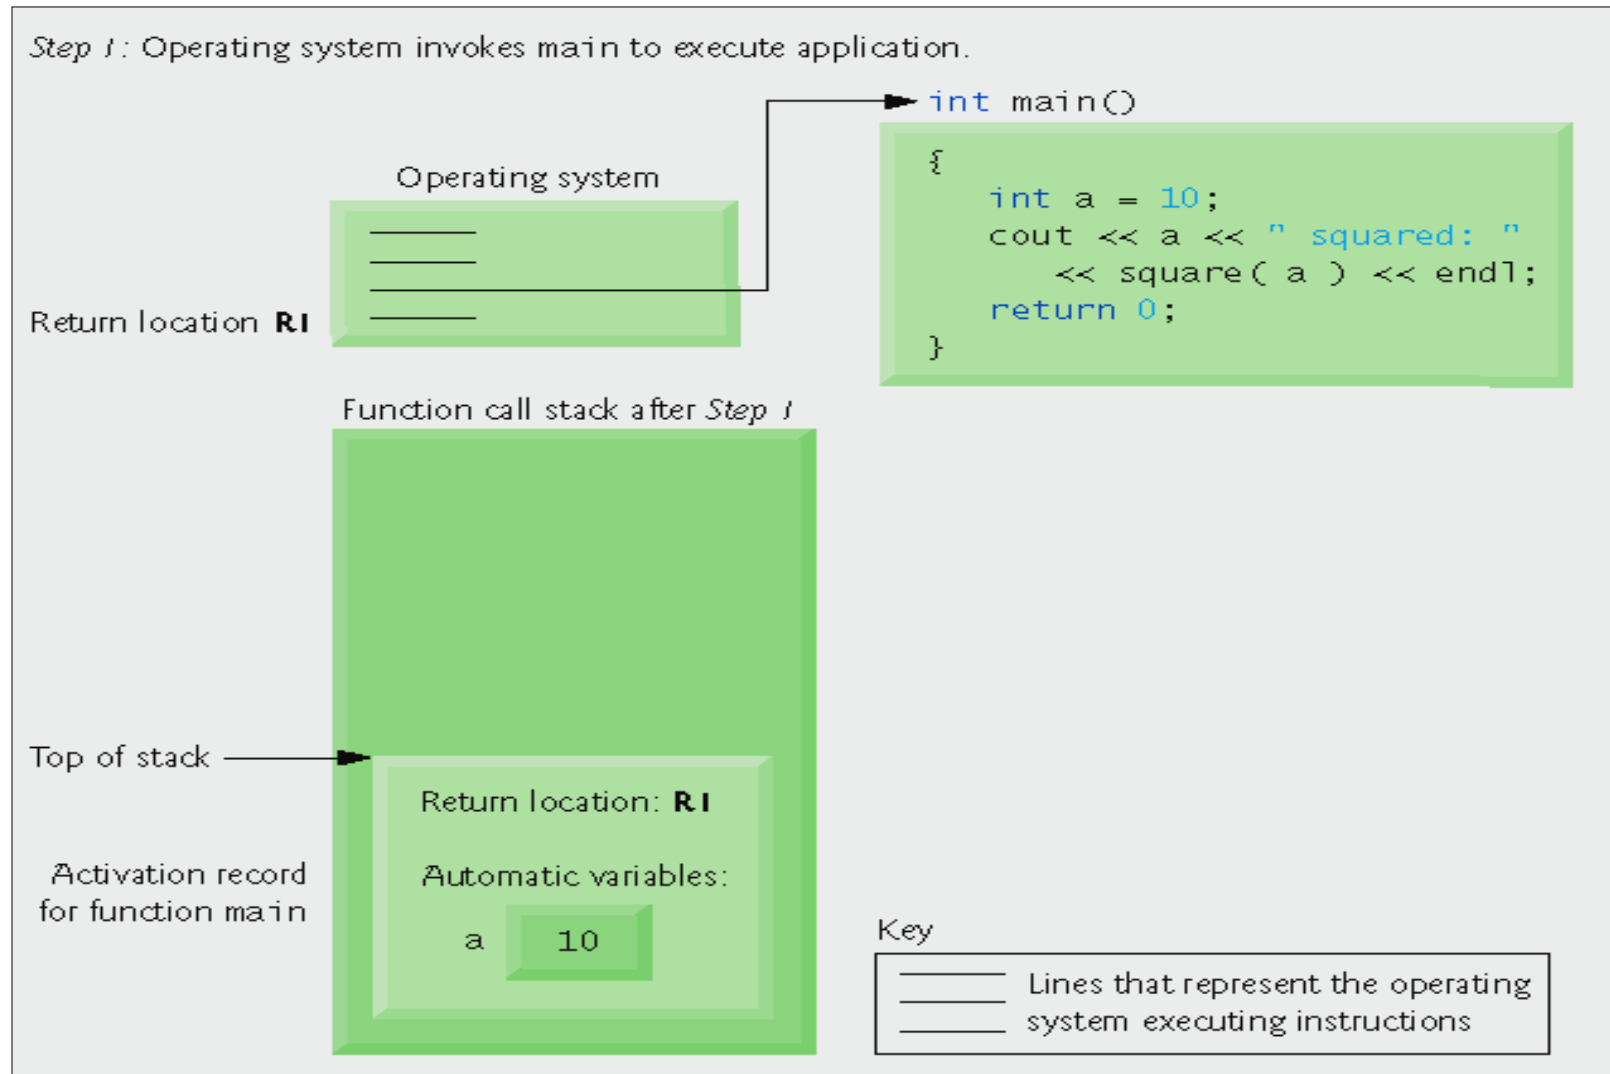 Step 1: Operating system invokes main to execute application.
int main()
Operating system
{
int a = 10;
cout << a << " squared: "
<< square( a ) << endl;
return 0;
}
Return location R1
Function call stack after Step 1
Top of stack
Return location: R1
Activation record
for function main
Automatic variables:
a 10
Key
Lines that represent the operating
system executing instructions